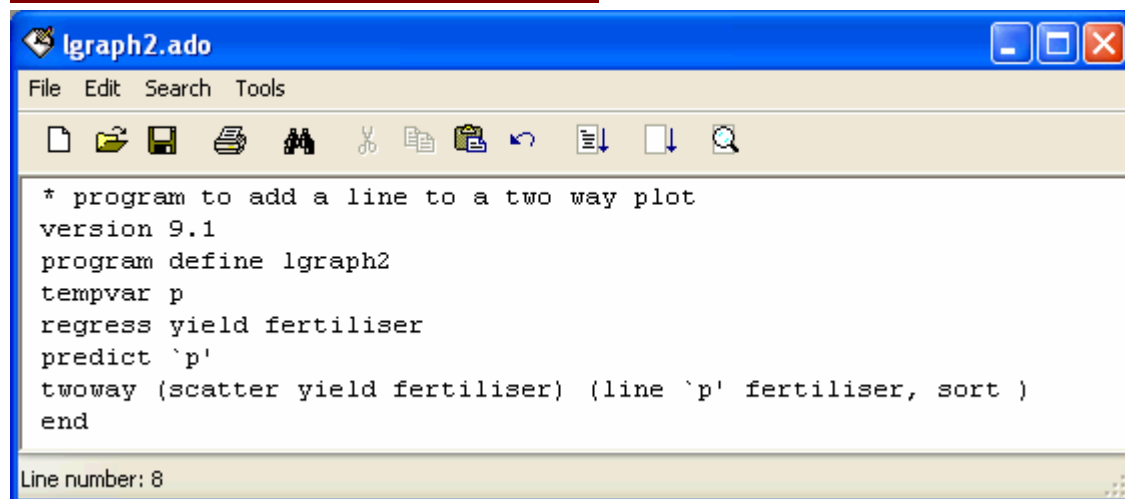 lgraph2.ado
File Edit Search Tools
* program to add a line to a two way plot
version 9.1
program define lgraph2
tempvar p
regress yield fertiliser
predict `p'
twoway (scatter yield fertiliser) (line `p' fertiliser, sort )
end
Line number: 8